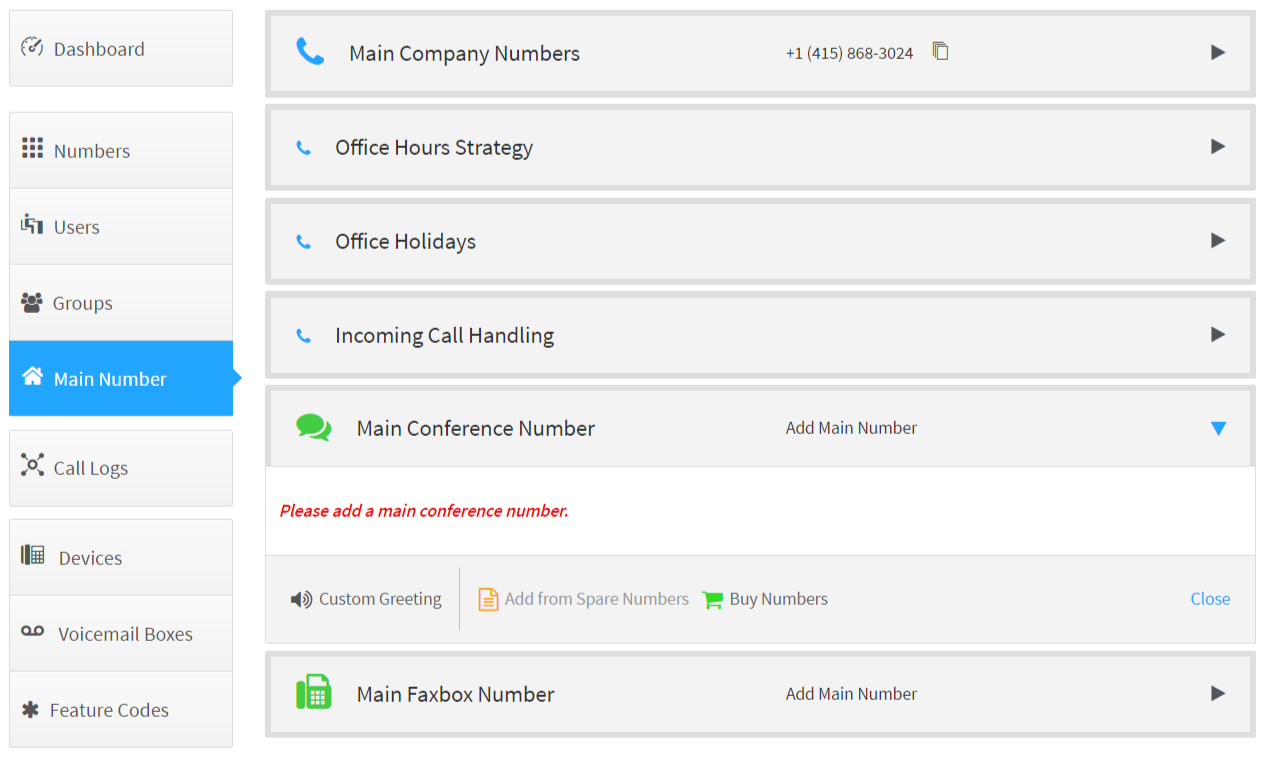 Dashboard
Numbers
Users
Groups
Main Number
Call Logs
Devices
Voicemail Boxes
Feature Codes
Main Company Numbers +1 (415) 868-3024
Office Hours Strategy
Office Holidays
Incoming Call Handling
Main Conference Number Add Main Number
Please add a main conference number.
Custom Greeting Add from Spare Numbers Buy Numbers Close
Main Faxbox Number Add Main Number